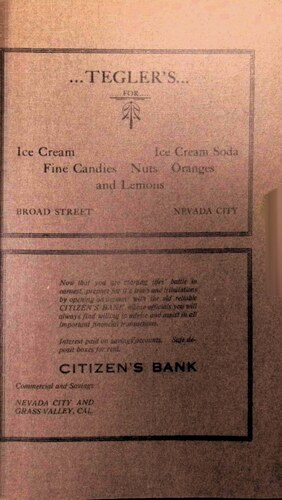 ...TEGLER'S...
FOR
Ice Cream Ice Cream Soda
Fine Candies Nuts Oranges
and Lemons
BROAD STREET NEVADA CITY
Now that you are starting life's battle in
earnest, prepare for it's trials and tribulations
by opening an account with the old reliable
CITIZEN'S BANK whose officials you will
always find willing to advise and assist in all
important financial transactions.
Interest paid on savings accounts. Safe de-
posit boxes for rent.
CITIZEN'S BANK
Commercial and Savings
NEVADA CITY AND
GRASS VALLEY, CAL.